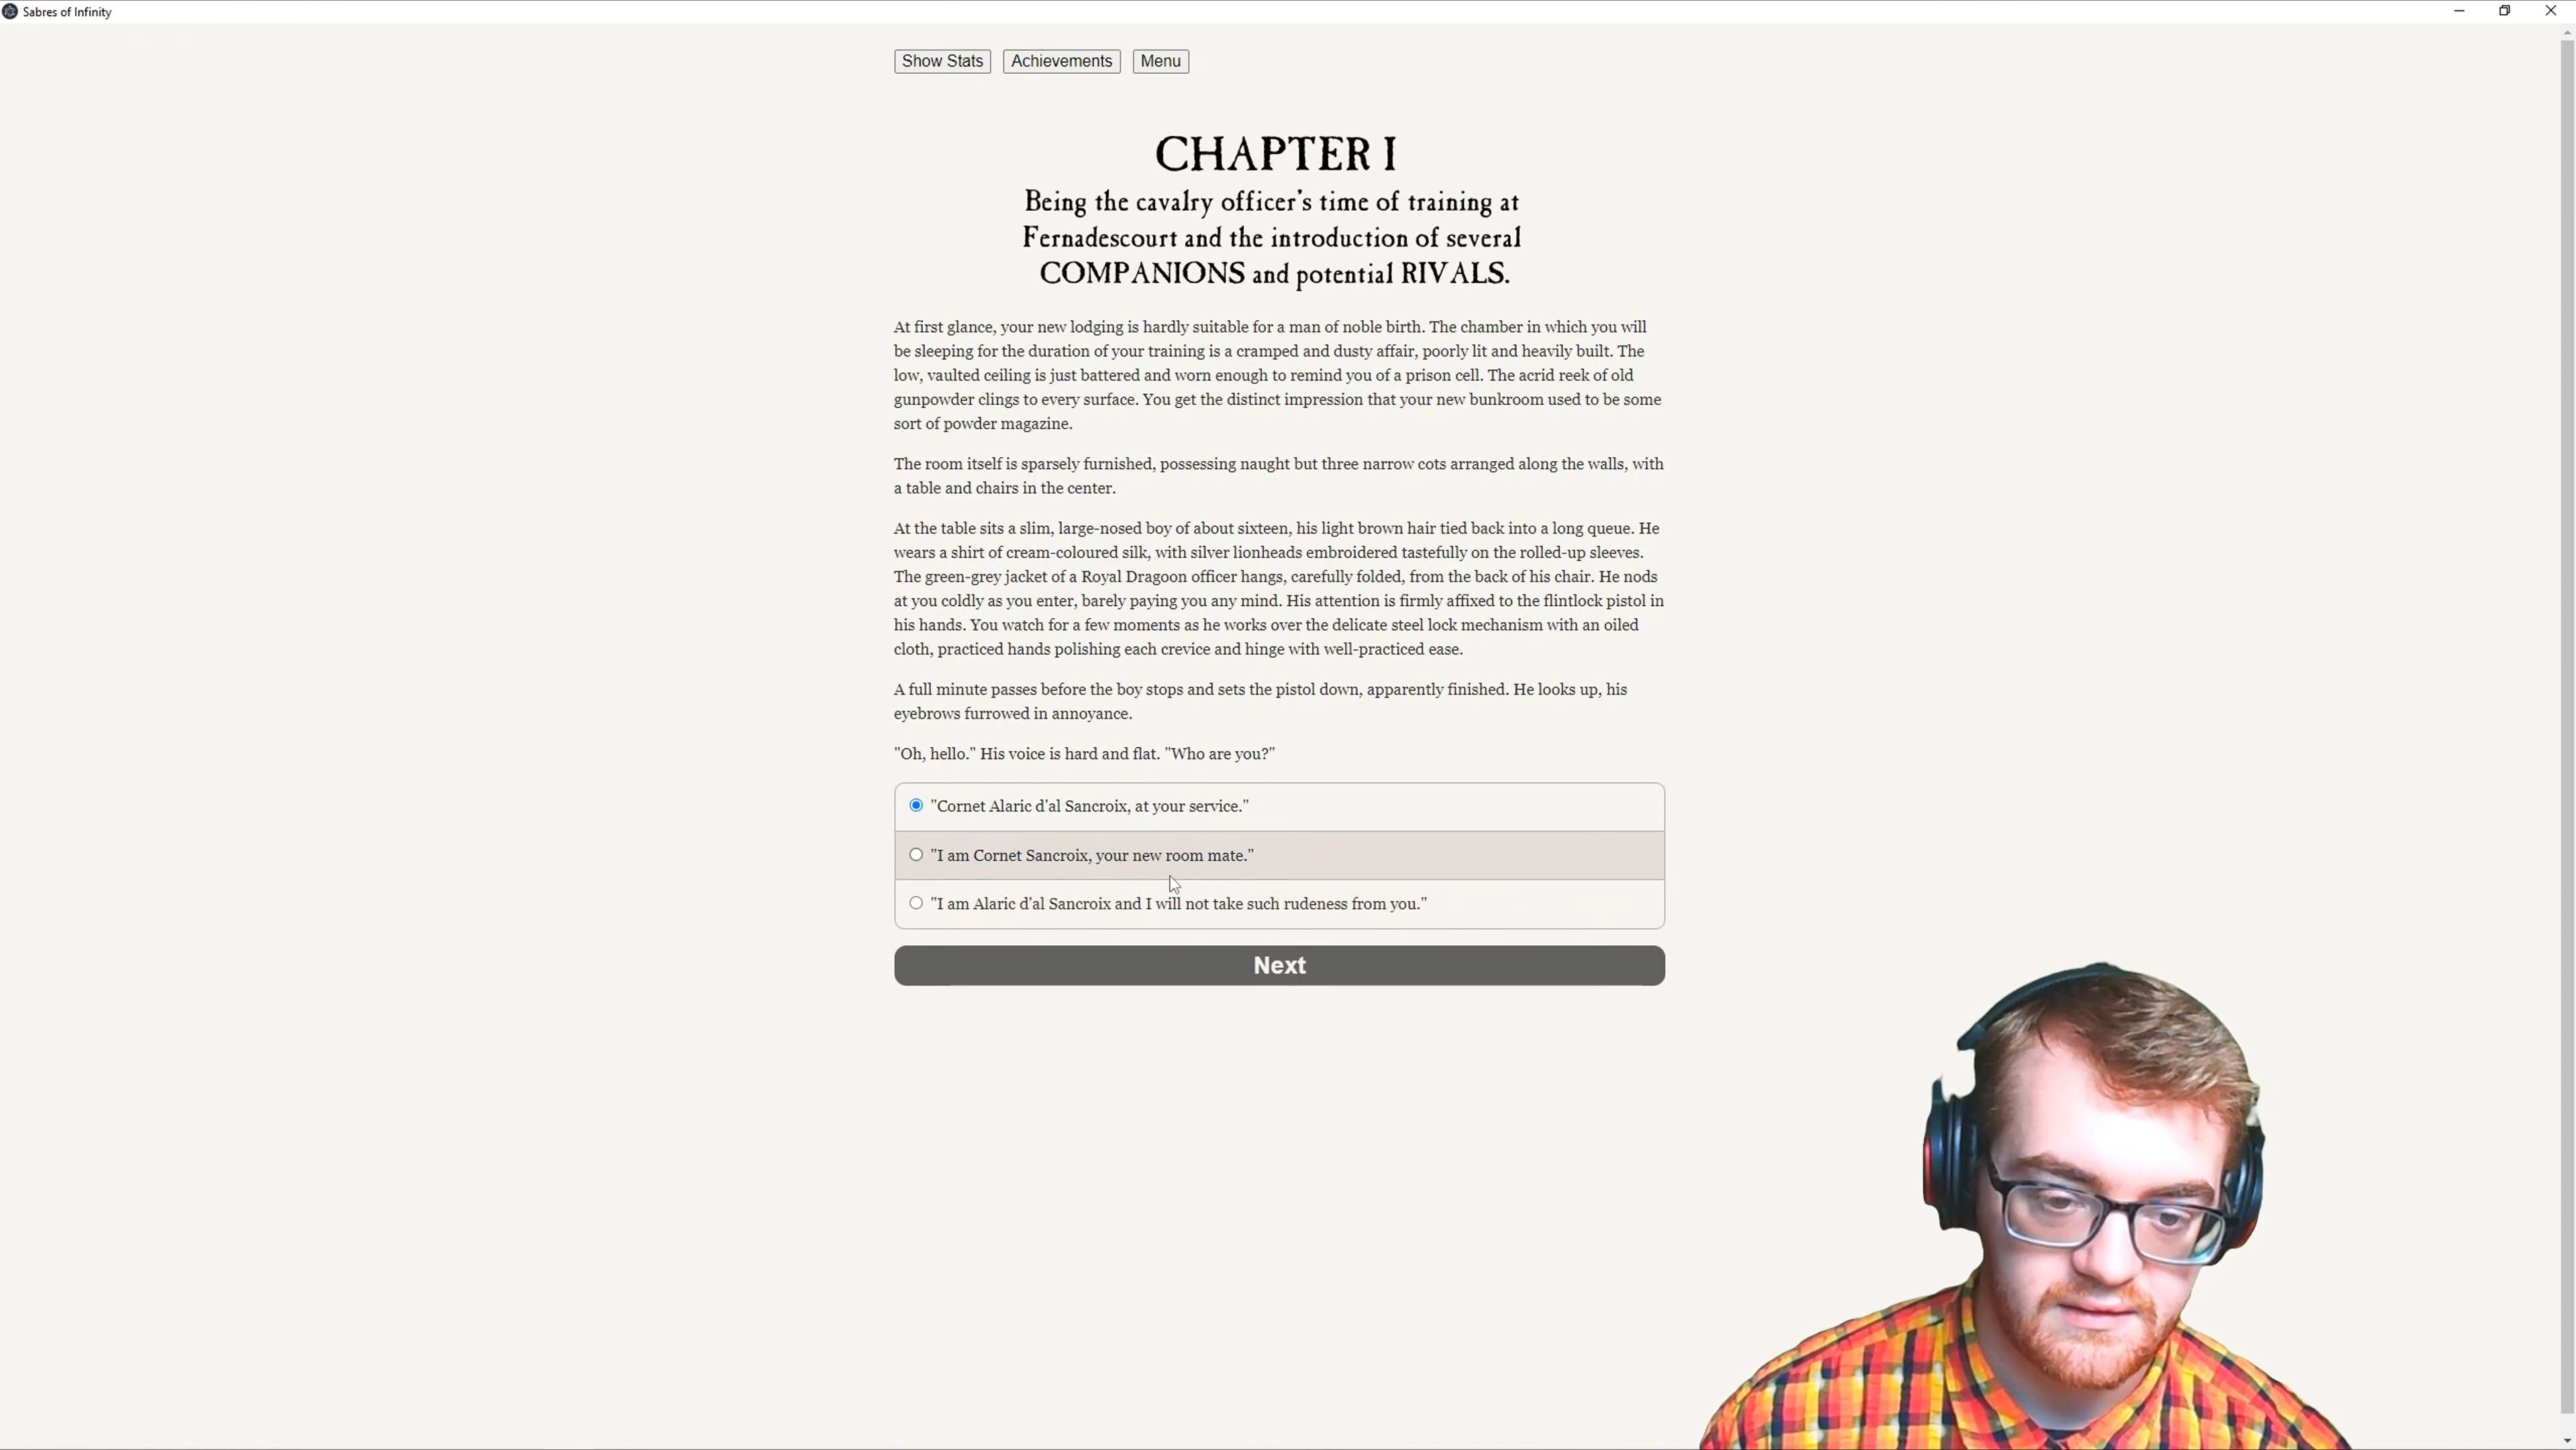 Sabres of Infinity
Show Stats Achievements Menu
CHAPTER I
Being the cavalry officer's time of training at
Fernadescourt and the introduction of several
COMPANIONS and potential RIVALS.
At first glance, your new lodging is hardly suitable for a man of noble birth. The chamber in which you will
be sleeping for the duration of your training is a cramped and dusty affair, poorly lit and heavily built. The
low, vaulted ceiling is just battered and worn enough to remind you of a prison cell. The acrid reek of old
gunpowder clings to every surface. You get the distinct impression that your new bunkroom used to be some
sort of powder magazine.
The room itself is sparsely furnished, possessing naught but three narrow cots arranged along the walls, with
a table and chairs in the center.
At the table sits a slim, large-nosed boy of about sixteen, his light brown hair tied back into a long queue. He
wears a shirt of cream-coloured silk, with silver lionheads embroidered tastefully on the rolled-up sleeves.
The green-grey jacket of a Royal Dragoon officer hangs, carefully folded, from the back of his chair. He nods
at you coldly as you enter, barely paying you any mind. His attention is firmly affixed to the flintlock pistol in
his hands. You watch for a few moments as he works over the delicate steel lock mechanism with an oiled
cloth, practiced hands polishing each crevice and hinge with well-practiced ease.
A full minute passes before the boy stops and sets the pistol down, apparently finished. He looks up, his
eyebrows furrowed in annoyance.
"Oh, hello." His voice is hard and flat. "Who are you?"
"Cornet Alaric d'al Sancroix, at your service."
"I am Cornet Sancroix, your new room mate."
"I am Alaric d'al Sancroix and I will not take such rudeness from you."
Next